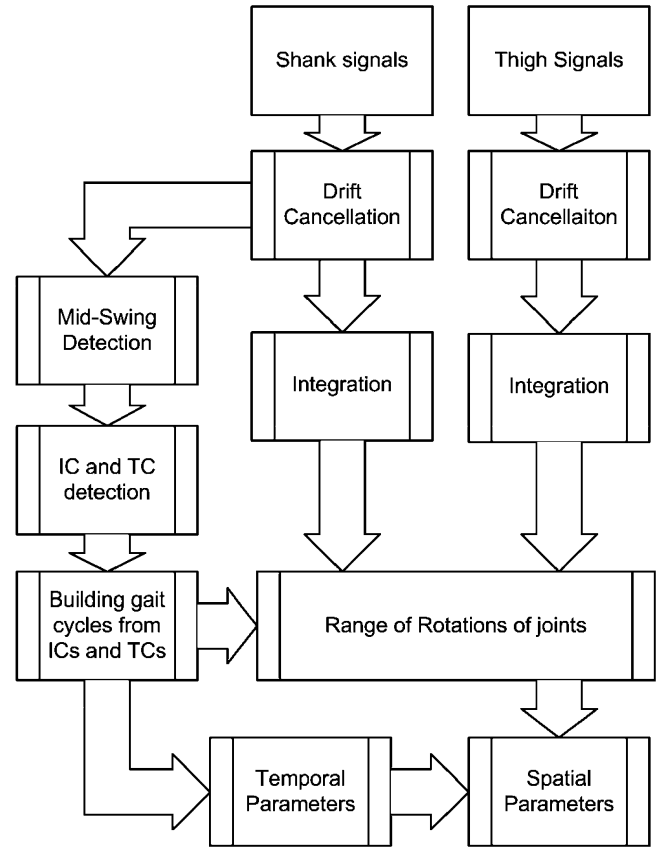 Shank signals
Thigh Signals
Drift
Cancellation
Drift
Cancellaiton
Mid-Swing
Detection
Integration
Integration
IC and TC
detection
Building gait
cycles from
ICs and TCs
Range of Rotations of joints
Temporal
Parameters
Spatial
Parameters